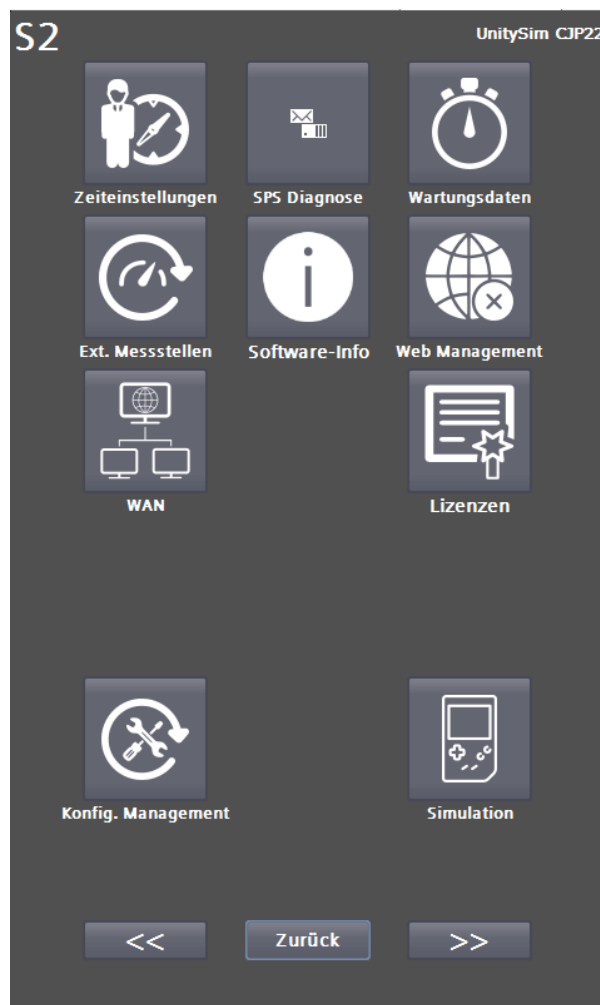 S2
UnitySim CJP22
Zeiteinstellungen
SPS Diagnose
Wartungsdaten
Ext. Messstellen
Software-Info
Web Management
WAN
Lizenzen
Konfig. Management
Simulation
<<
Zurück
>>